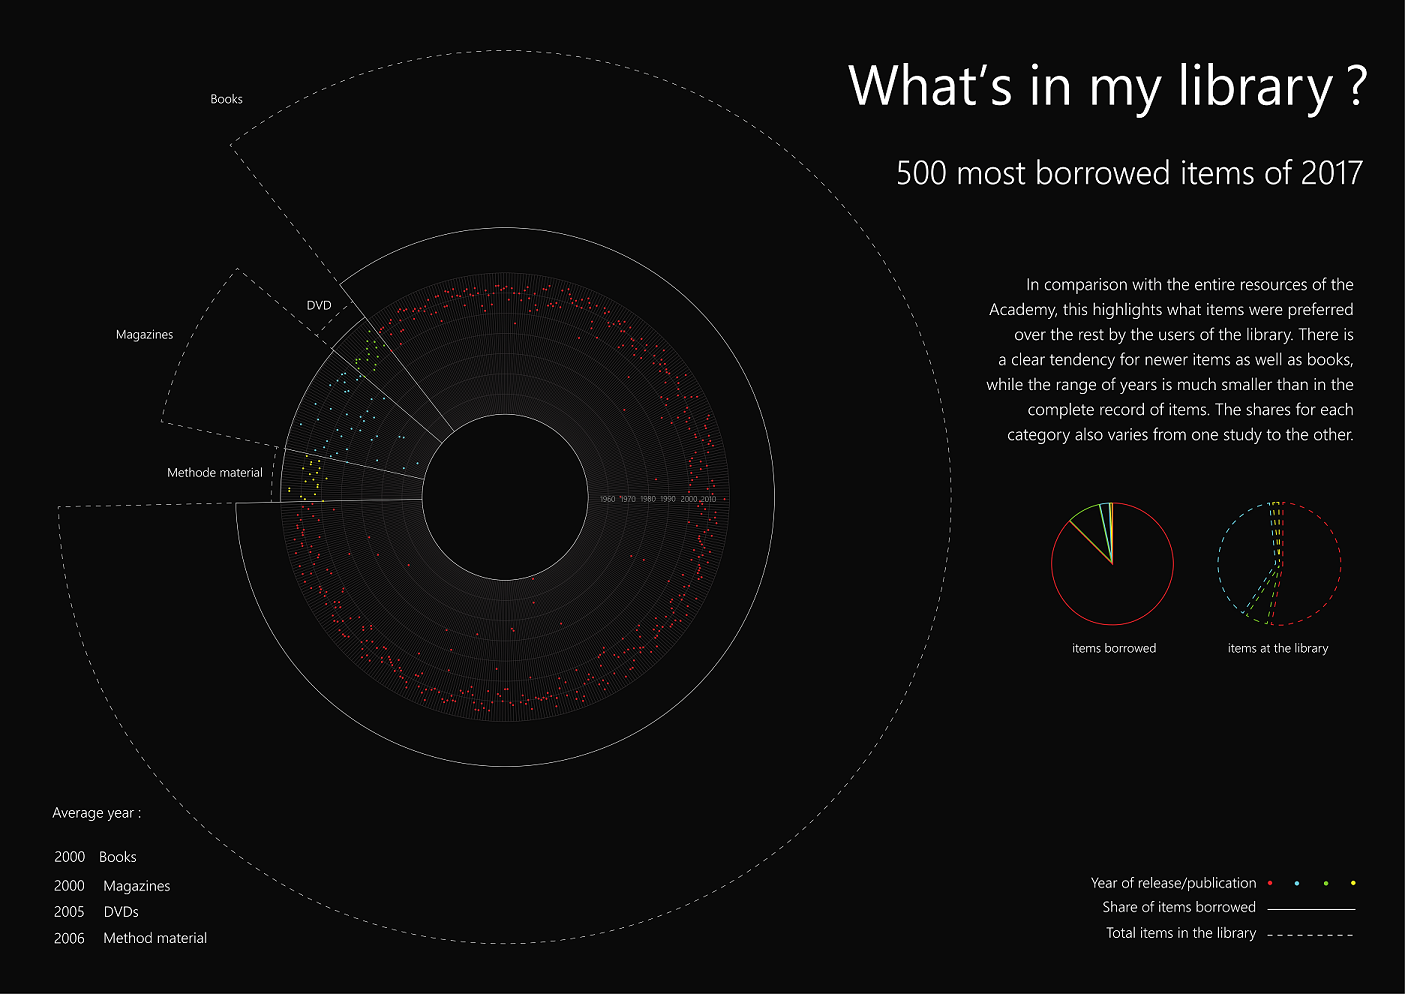 What's in my library ?
500 most borrowed items of 2017
In comparison with the entire resources of the
Academy, this highlights what items were preferred
over the rest by the users of the library. There is
a clear tendency for newer items as well as books,
while the range of years is much smaller than in the
complete record of items. The shares for each
category also varies from one study to the other.
Books
DVD
Magazines
Methode material
1960 1970 1980 1990 2000 2010
items borrowed
items at the library
Average year :
2000 Books
2000 Magazines
2005 DVDs
2006 Method material
Year of release/publication
Share of items borrowed
Total items in the library